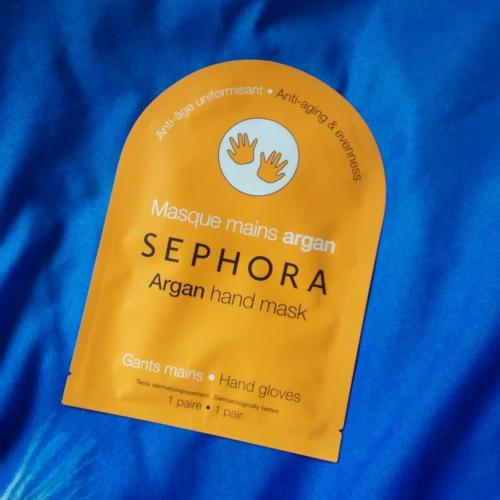 Anti-âge uniformisant • Anti-aging & evenness
Masque mains argan
SEPHORA
Argan hand mask
Gants mains • Hand gloves
Testé dermatologiquement · Dermatologically tested
1 paire • 1 pair